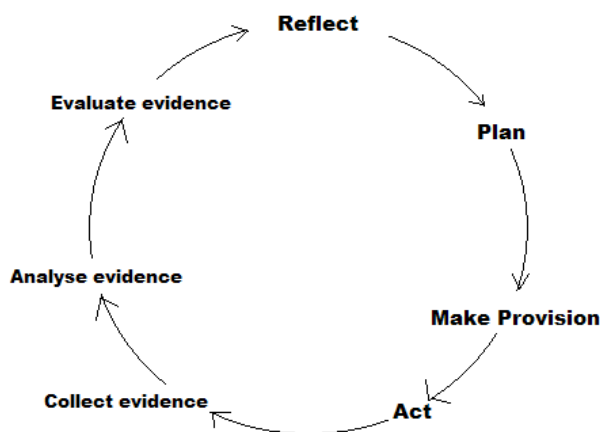 Reflect
Plan
Make Provision
Act
Collect evidence
Analyse evidence
Evaluate evidence